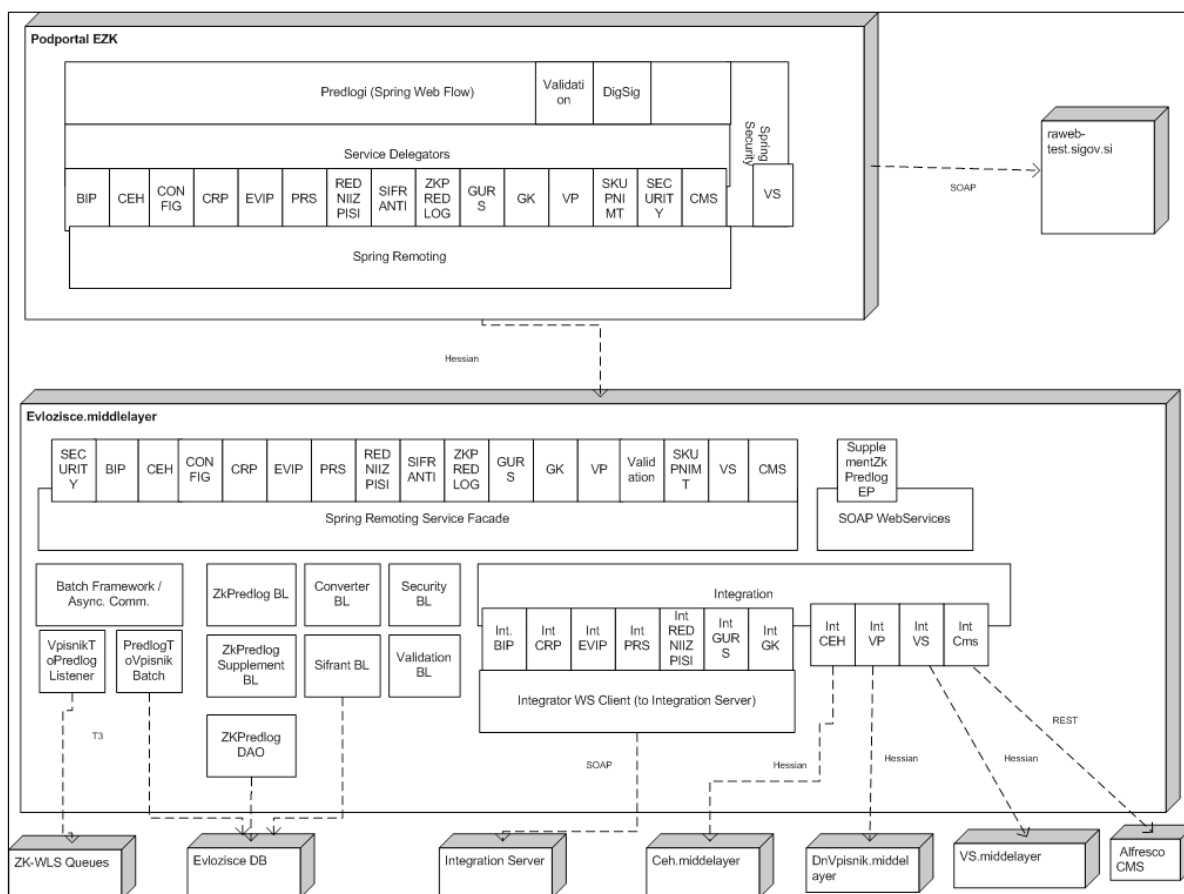 Podportal EZK
Predlogi (Spring Web Flow)
Validati
on
DigSig
Spring
Security
Service Delegators
BIP
CEH
CON
FIG
CRP
EVIP
PRS
RED
NIIZ
PISI
SIFR
ANTI
ZKP
RED
LOG
GUR
S
GK
VP
SKU
PNI
MT
SEC
URIT
Y
CMS
VS
Spring Remoting
raweb-
test.sigov.si
SOAP
Hessian
Evlozisce.middlelayer
SEC
URIT
Y
BIP
CEH
CON
FIG
CRP
EVIP
PRS
RED
NIIZ
PISI
SIFR
ANTI
ZKP
RED
LOG
GUR
S
GK
VP
Valid
ation
SKU
PNIM
T
VS
CMS
Spring Remoting Service Facade
Supple
mentZk
Predlog
EP
SOAP WebServices
Batch Framework /
Async. Comm.
VpisnikT
oPredlog
Listener
PredlogT
oVpisnik
Batch
ZkPredlog BL
Converter
BL
Security
BL
ZkPredlog
Supplement
BL
Sifrant BL
Validation
BL
ZKPredlog
DAO
Integration
Int.
BIP
Int
CRP
Int
EVIP
Int
PRS
Int
RED
NIIZ
PISI
Int
GUR
S
Int
GK
Int
CEH
Int
VP
Int
VS
Int
Cms
Integrator WS Client (to Integration Server)
T3
SOAP
Hessian
Hessian
Hessian
REST
ZK-WLS Queues
Evlozisce DB
Integration Server
Ceh.middelayer
DnVpisnik.middel
ayer
VS.middelayer
Alfresco
CMS